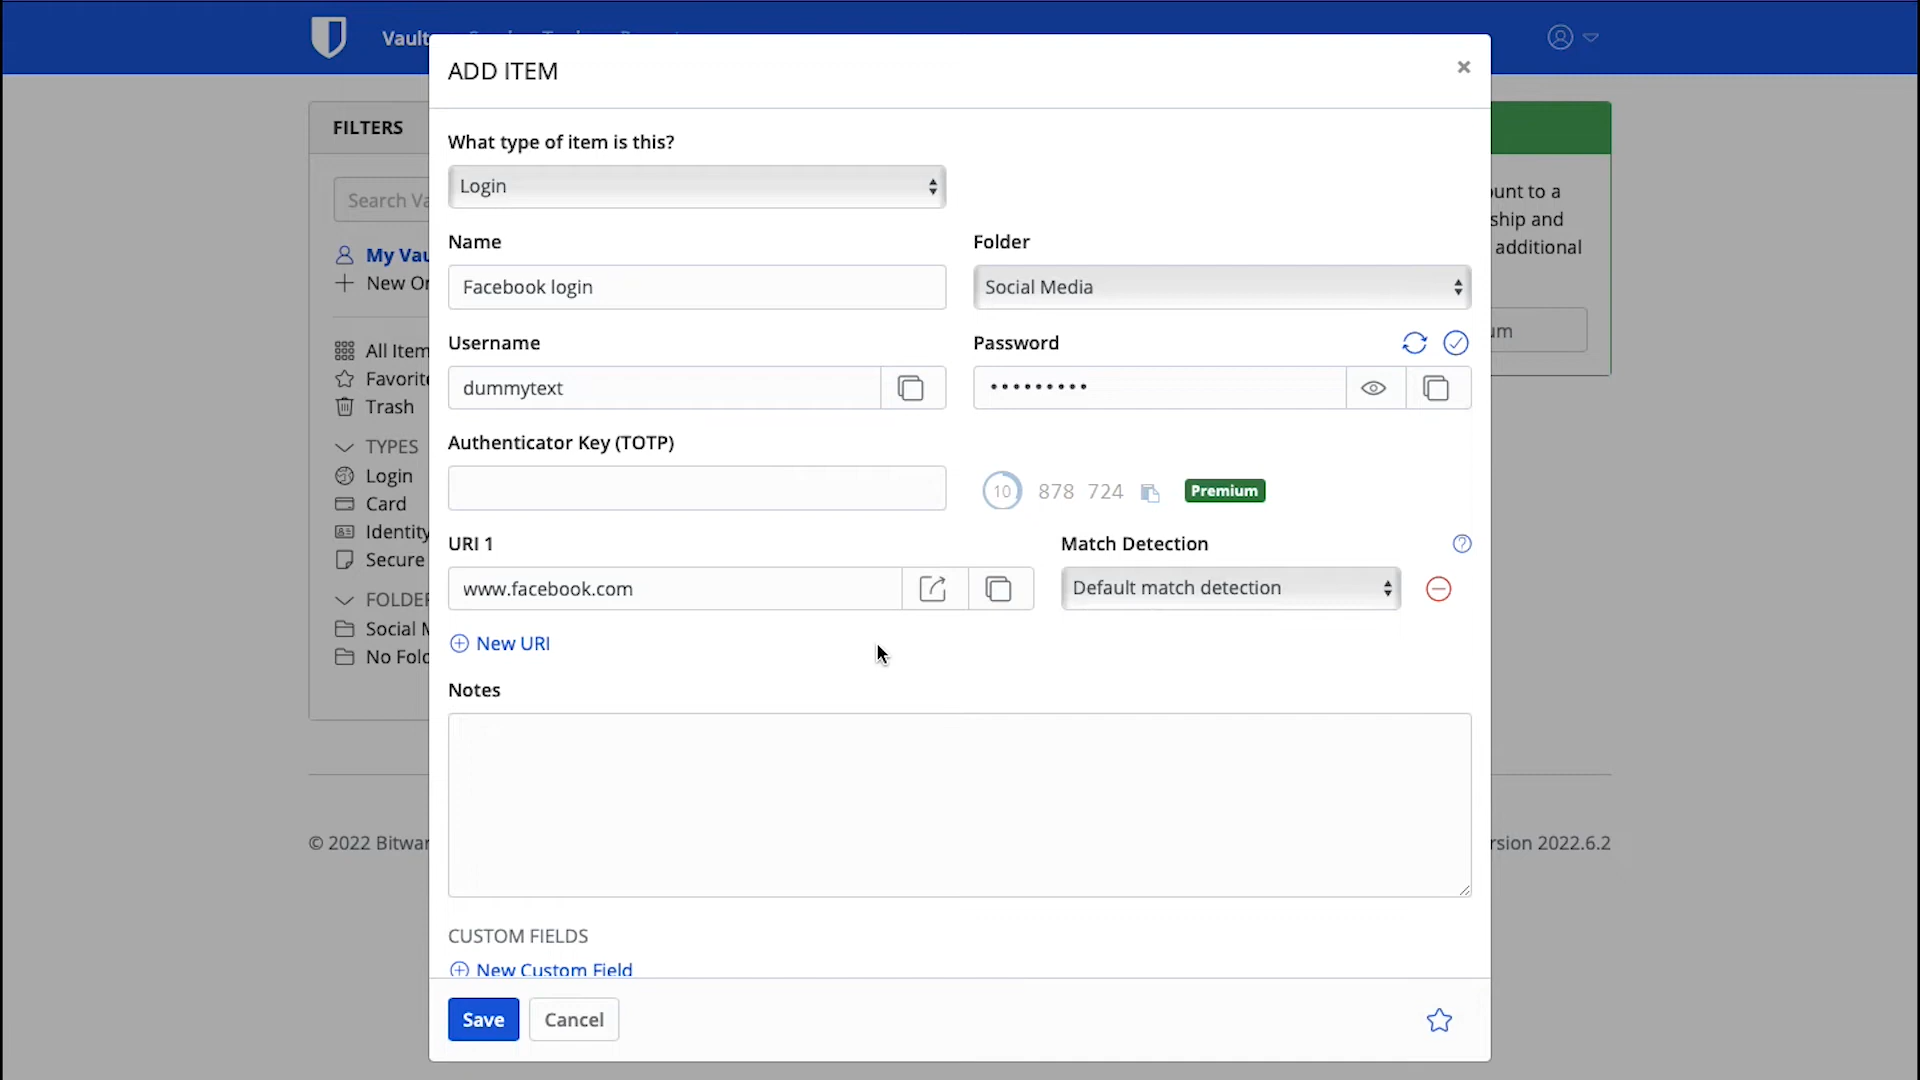 Vault
ADD ITEM
×
FILTERS
What type of item is this?
Login
Search Va
ount to a
ship and
additional
Name
Folder
My Vau
Facebook login
Social Media
New Or
um
Username
Password
All Item
Favorite
dummytext
•••••••••
Trash
Authenticator Key (TOTP)
TYPES
Login
10 878 724 Premium
Card
Identity
URI 1
Match Detection
Secure
www.facebook.com
Default match detection
FOLDER
Social M
New URI
No Fold
Notes
© 2022 Bitwar
rsion 2022.6.2
CUSTOM FIELDS
New Custom Field
Save
Cancel